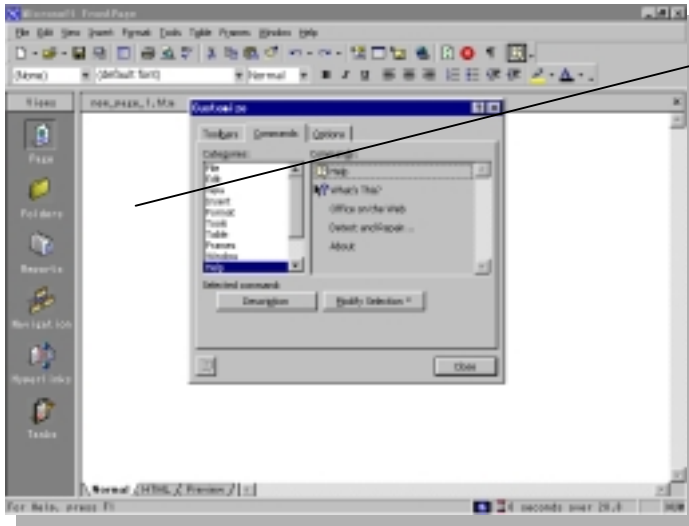 Microsoft FrontPage
File Edit View Insert Format Tools Table Frames Window Help
(None) (default font) Normal
Views new_page_1.htm
Customize
Toolbars Commands Options
Categories: Commands:
File
Edit
View
Insert
Format
Tools
Table
Frames
Window
Help
Help
What's This?
Office on the Web
Detect and Repair ...
About
Selected command:
Description Modify Selection
Close
Page
Folders
Reports
Navigation
Hyperlinks
Tasks
Normal HTML Preview
For Help, press F1 seconds over 28.8 NUM